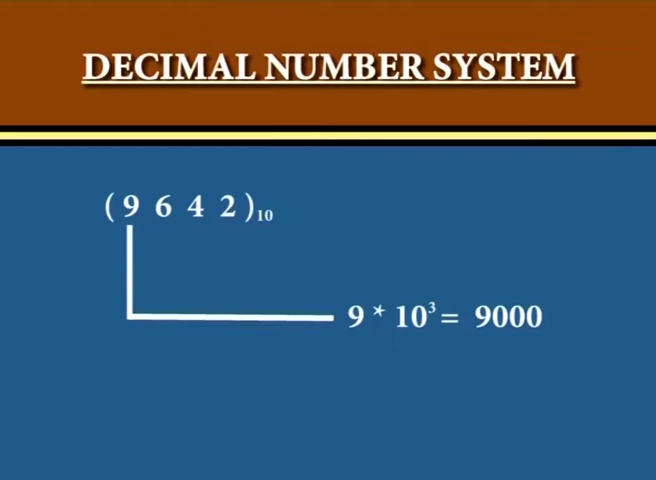 DECIMAL NUMBER SYSTEM
( 9 6 4 2 )₁₀
9 * 10³ = 9000